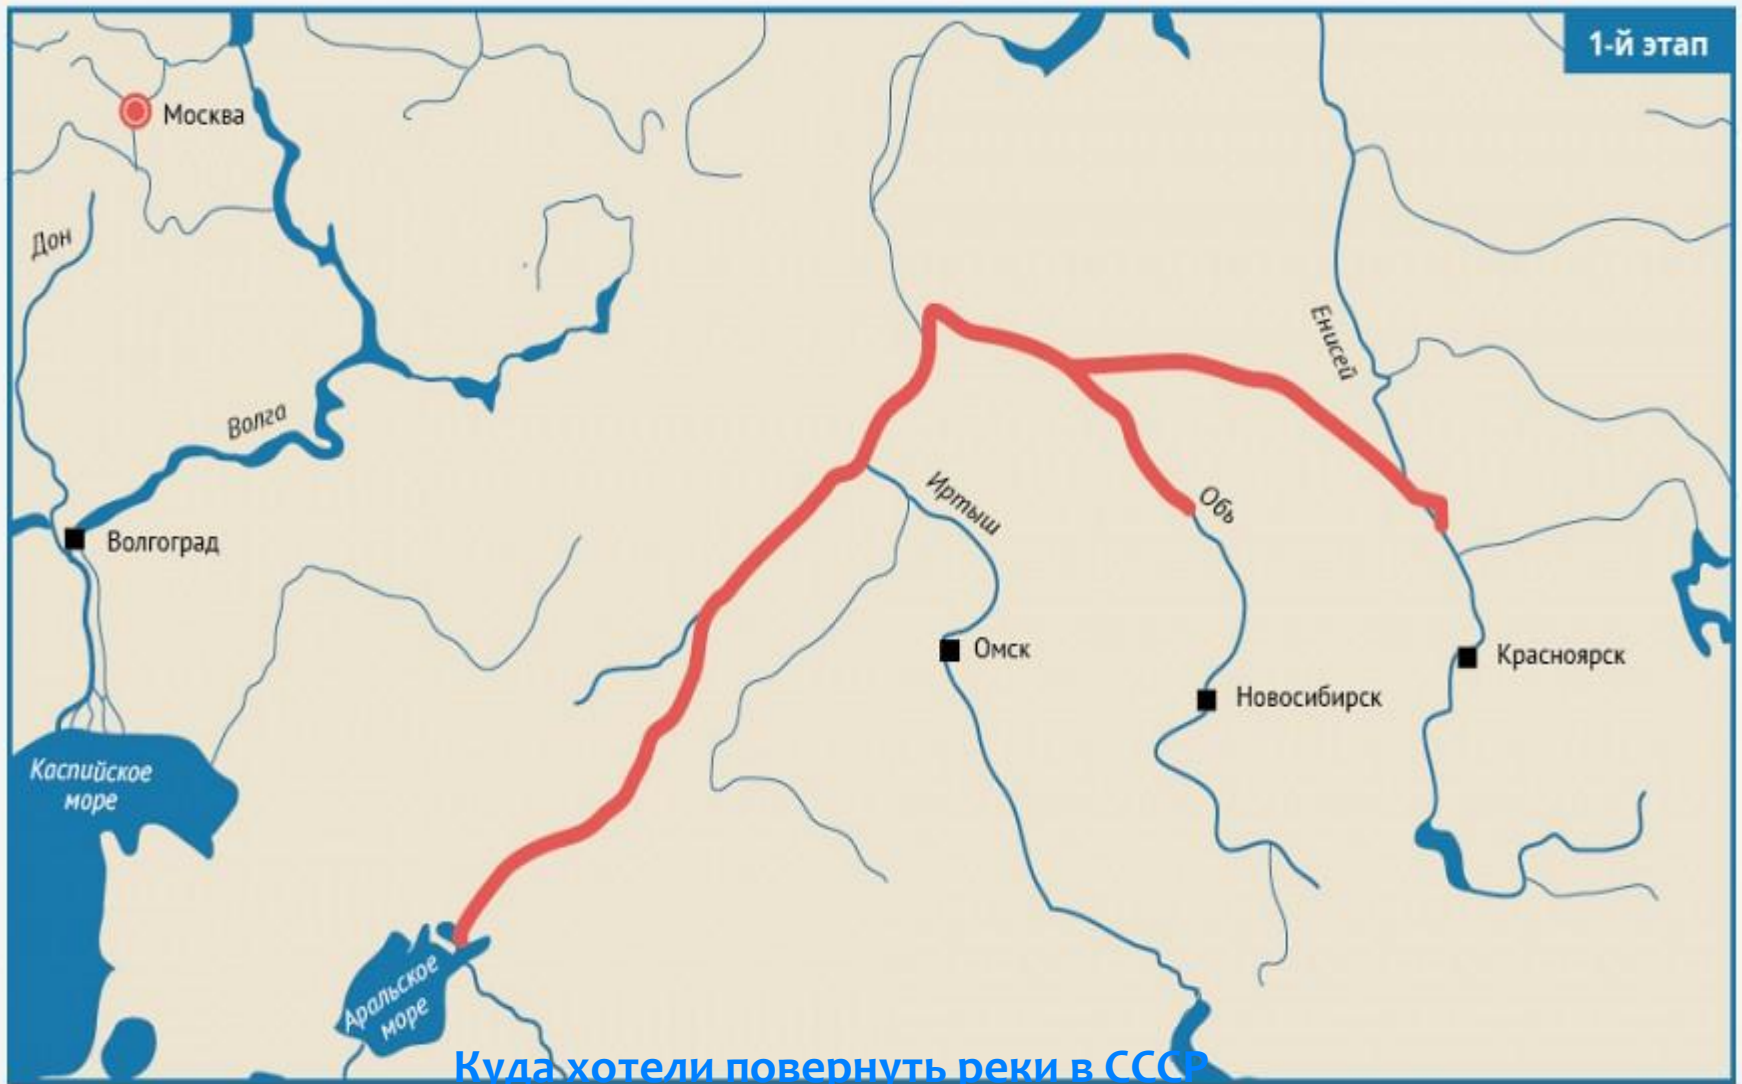 1-й этап
Москва
Дон
Енисей
Волга
Иртыш
Обь
Волгоград
Омск
Красноярск
Новосибирск
Каспийское
море
Аральское
море
Куда хотели повернуть реки в СССР